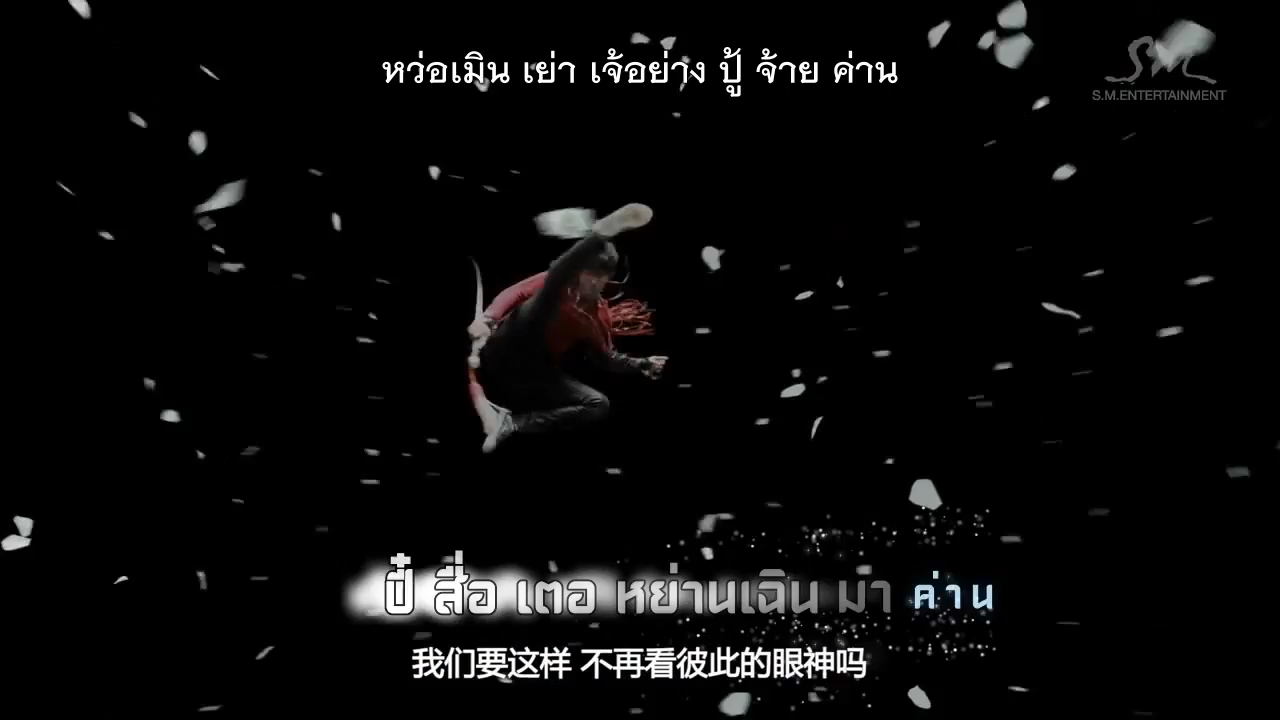 หว่อเมิน เย่า เจ้อย่าง ปู้ จ้าย ค่าน
SM
S.M.ENTERTAINMENT
ปี๋ สื่อ เตอ หย่านเฉิน มา ค่าน
我们要这样 不再看彼此的眼神吗